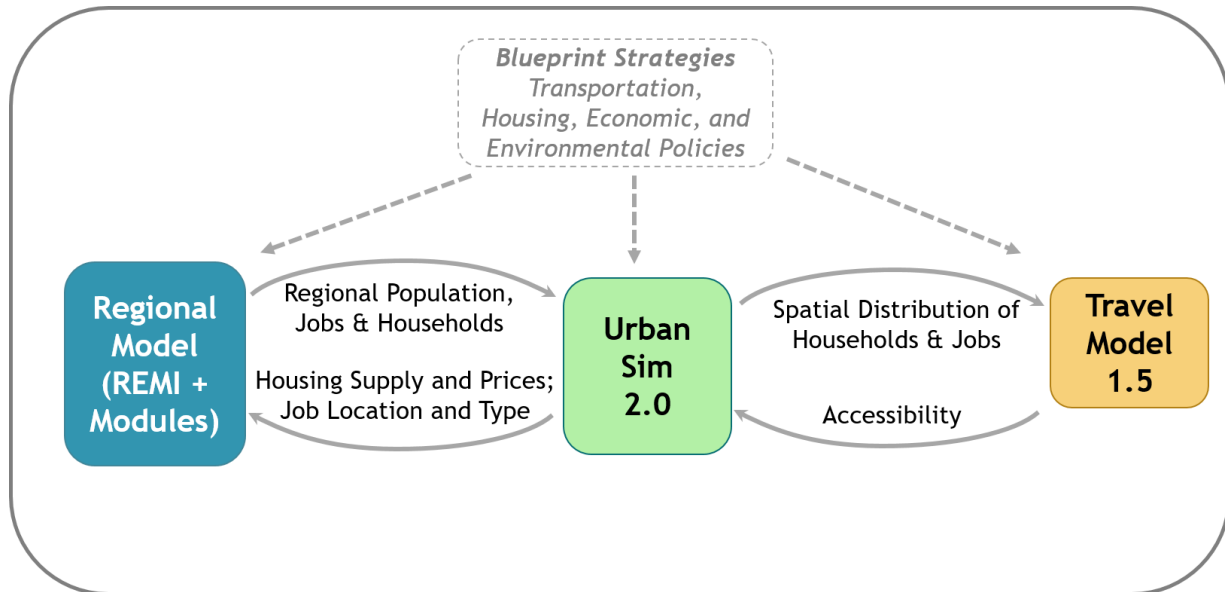 Blueprint Strategies
Transportation,
Housing, Economic, and
Environmental Policies
Regional
Model
(REMI +
Modules)
Regional Population,
Jobs & Households
Housing Supply and Prices;
Job Location and Type
Urban
Sim
2.0
Spatial Distribution of
Households & Jobs
Accessibility
Travel
Model
1.5